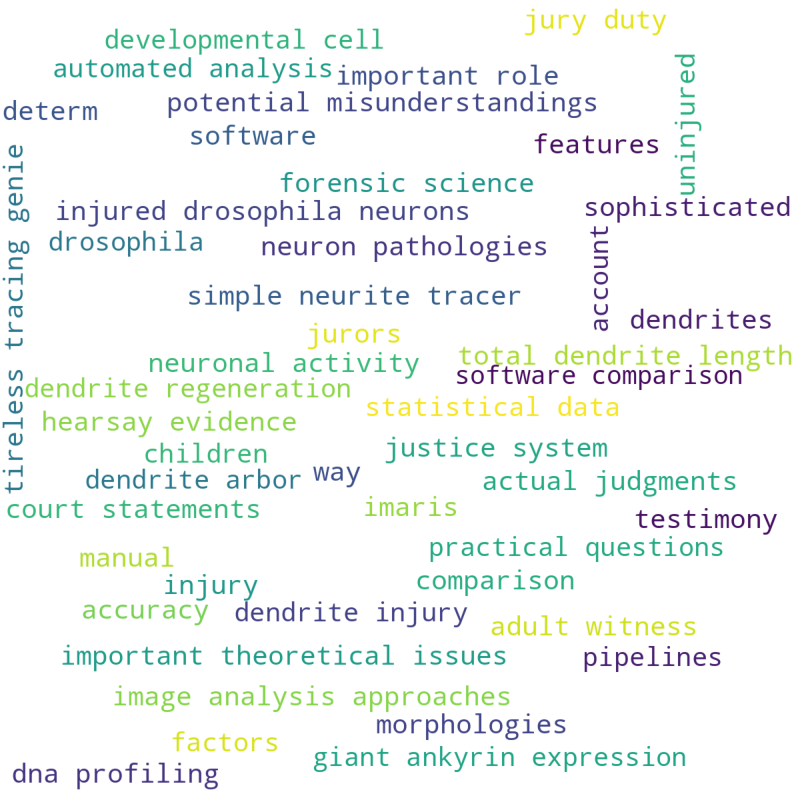 jury duty
developmental cell
automated analysis
important role
uninjured
potential misunderstandings
determ
software
features
tireless tracing genie
forensic science
sophisticated
injured drosophila neurons
drosophila
neuron pathologies
account
simple neurite tracer
dendrites
jurors
total dendrite length
neuronal activity
software comparison
dendrite regeneration
statistical data
hearsay evidence
justice system
children
way
dendrite arbor
actual judgments
imaris
court statements
testimony
practical questions
manual
comparison
injury
accuracy
dendrite injury
adult witness
important theoretical issues
pipelines
image analysis approaches
morphologies
factors
giant ankyrin expression
dna profiling